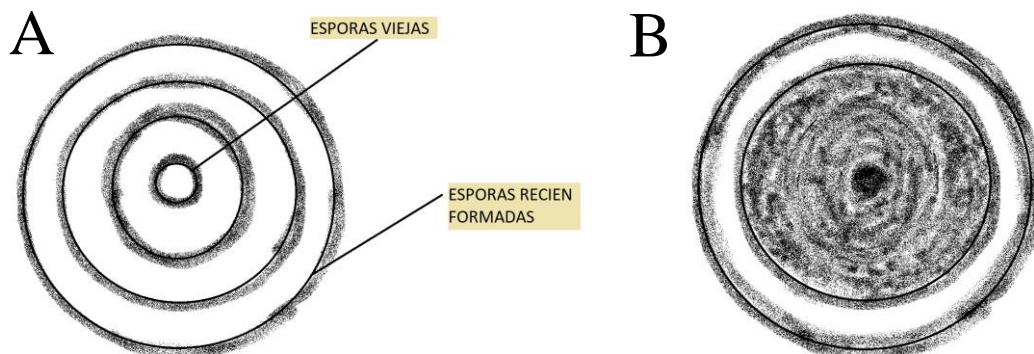 A
ESPORAS VIEJAS
B
ESPORAS RECIEN
FORMADAS